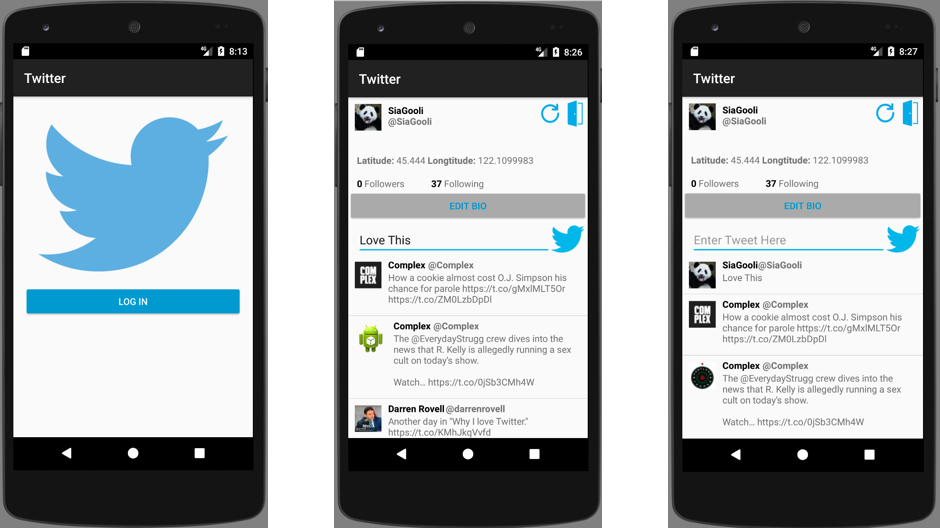 4G 8:13
Twitter
LOG IN
4G 8:26
Twitter
SiaGooli
@SiaGooli
Latitude: 45.444 Longtitude: 122.1099983
0 Followers 37 Following
EDIT BIO
Love This
COM
PLEX
Complex @Complex
How a cookie almost cost O.J. Simpson his
chance for parole https://t.co/gMxlMLT5Or
https://t.co/ZM0LzbDpDl
Complex @Complex
The @EverydayStrugg crew dives into the
news that R. Kelly is allegedly running a sex
cult on today's show.
Watch... https://t.co/0jSb3CMh4W
Darren Rovell @darrenrovell
Another day in "Why I love Twitter."
https://t.co/KMhJkqVvfd
4G 8:27
Twitter
SiaGooli
@SiaGooli
Latitude: 45.444 Longtitude: 122.1099983
0 Followers 37 Following
EDIT BIO
Enter Tweet Here
SiaGooli@SiaGooli
Love This
COM
PLEX
Complex @Complex
How a cookie almost cost O.J. Simpson his
chance for parole https://t.co/gMxlMLT5Or
https://t.co/ZM0LzbDpDl
Complex @Complex
The @EverydayStrugg crew dives into the
news that R. Kelly is allegedly running a sex
cult on today's show.
Watch... https://t.co/0jSb3CMh4W